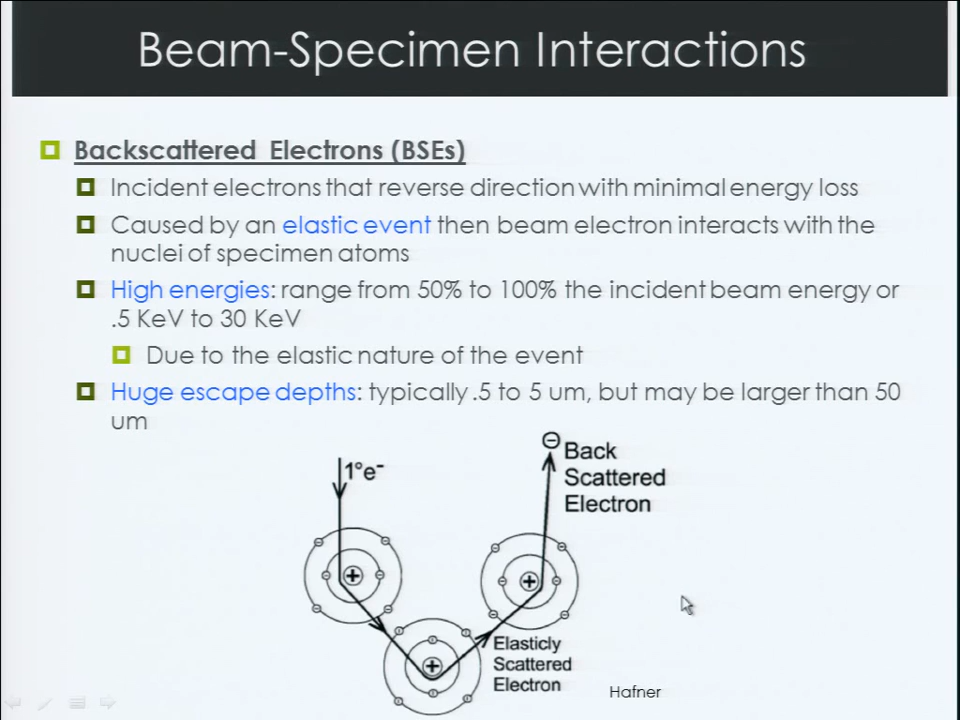 Beam-Specimen Interactions
Backscattered Electrons (BSEs)
Incident electrons that reverse direction with minimal energy loss
Caused by an elastic event then beam electron interacts with the
nuclei of specimen atoms
High energies: range from 50% to 100% the incident beam energy or
.5 KeV to 30 KeV
Due to the elastic nature of the event
Huge escape depths: typically .5 to 5 um, but may be larger than 50
um
1°e⁻
Back
Scattered
Electron
Elasticly
Scattered
Electron
Hafner